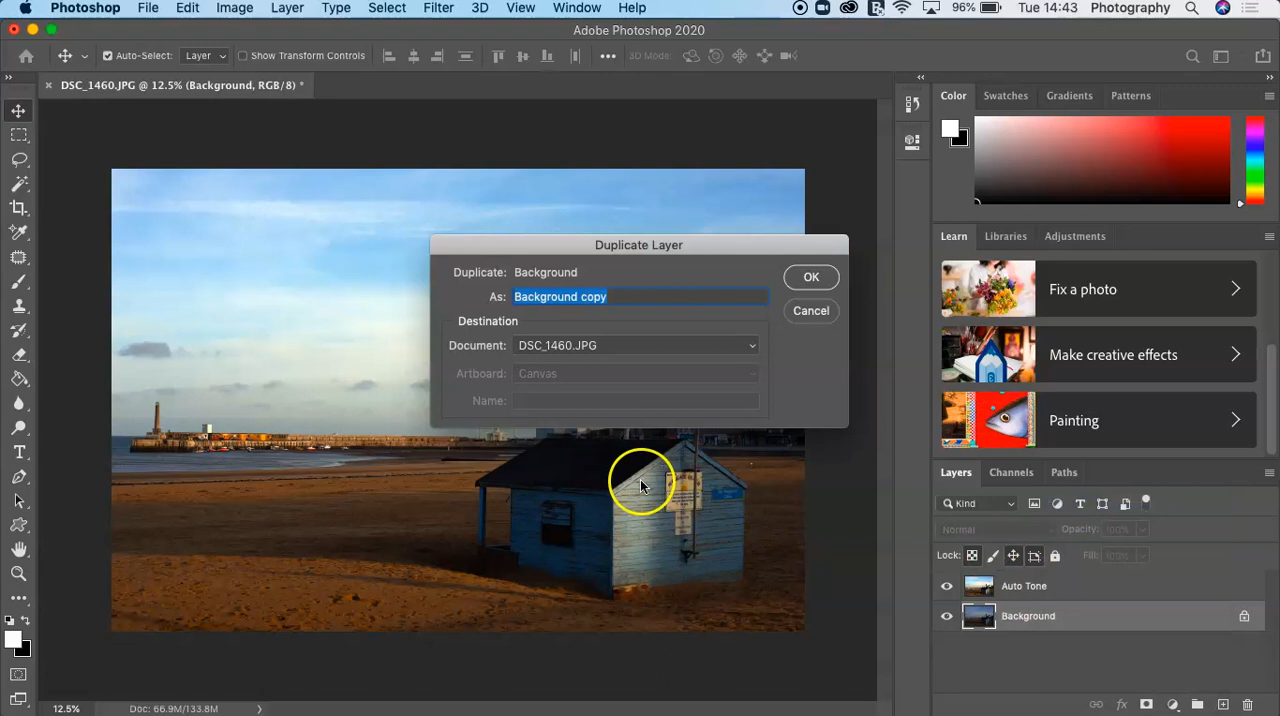 Photoshop File Edit Image Layer Type Select Filter 3D View Window Help 96% Tue 14:43 Photography
Adobe Photoshop 2020
Auto-Select: Layer Show Transform Controls 3D Mode:
DSC_1460.JPG @ 12.5% (Background, RGB/8) *
Color Swatches Gradients Patterns
Learn Libraries Adjustments
Fix a photo
Make creative effects
Painting
Duplicate Layer
Duplicate: Background
As: Background copy
Destination
Document: DSC_1460.JPG
Artboard: Canvas
Name:
OK
Cancel
Layers Channels Paths
Kind
Normal Opacity: 100%
Lock: Fill: 100%
Auto Tone
Background
12.5% Doc: 66.9M/133.8M